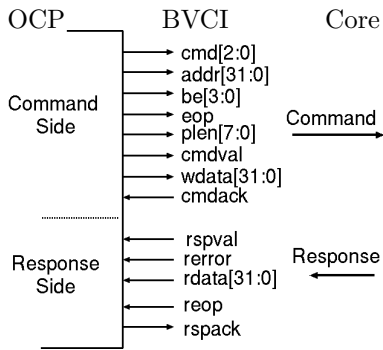 OCP BVCI Core
cmd[2:0]
addr[31:0]
be[3:0]
eop
plen[7:0]
cmdval
wdata[31:0]
cmdack
Command
Side
Command
rspval
rerror
rdata[31:0]
reop
rspack
Response
Side
Response